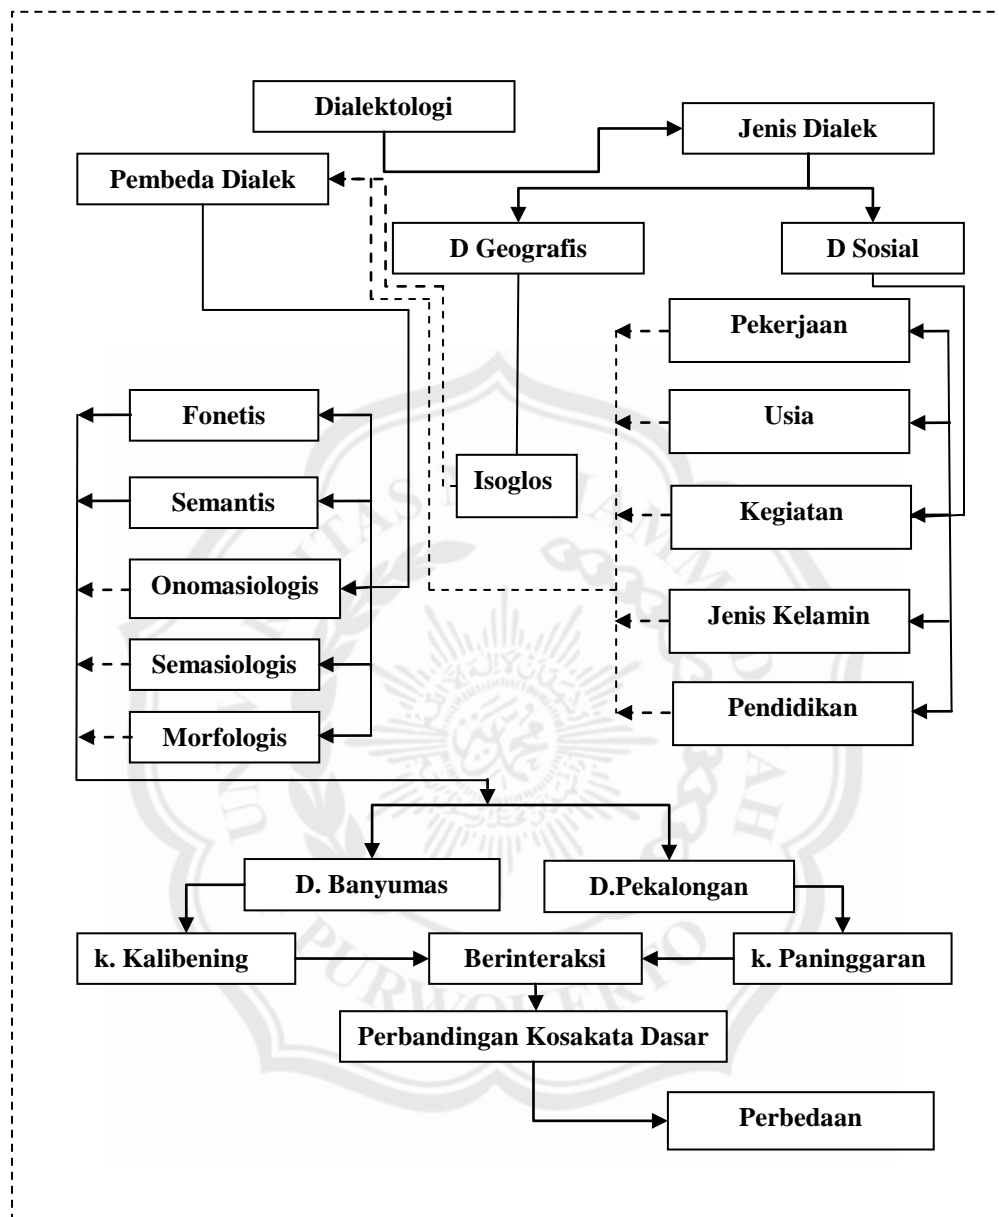 Dialektologi
Jenis Dialek
Pembeda Dialek
D Geografis
D Sosial
Pekerjaan
Fonetis
Usia
Isoglos
Semantis
Kegiatan
Onomasiologis
Jenis Kelamin
Semasiologis
Pendidikan
Morfologis
D. Banyumas
D.Pekalongan
k. Kalibening
Berinteraksi
k. Paninggaran
Perbandingan Kosakata Dasar
Perbedaan
PURWOKERTO